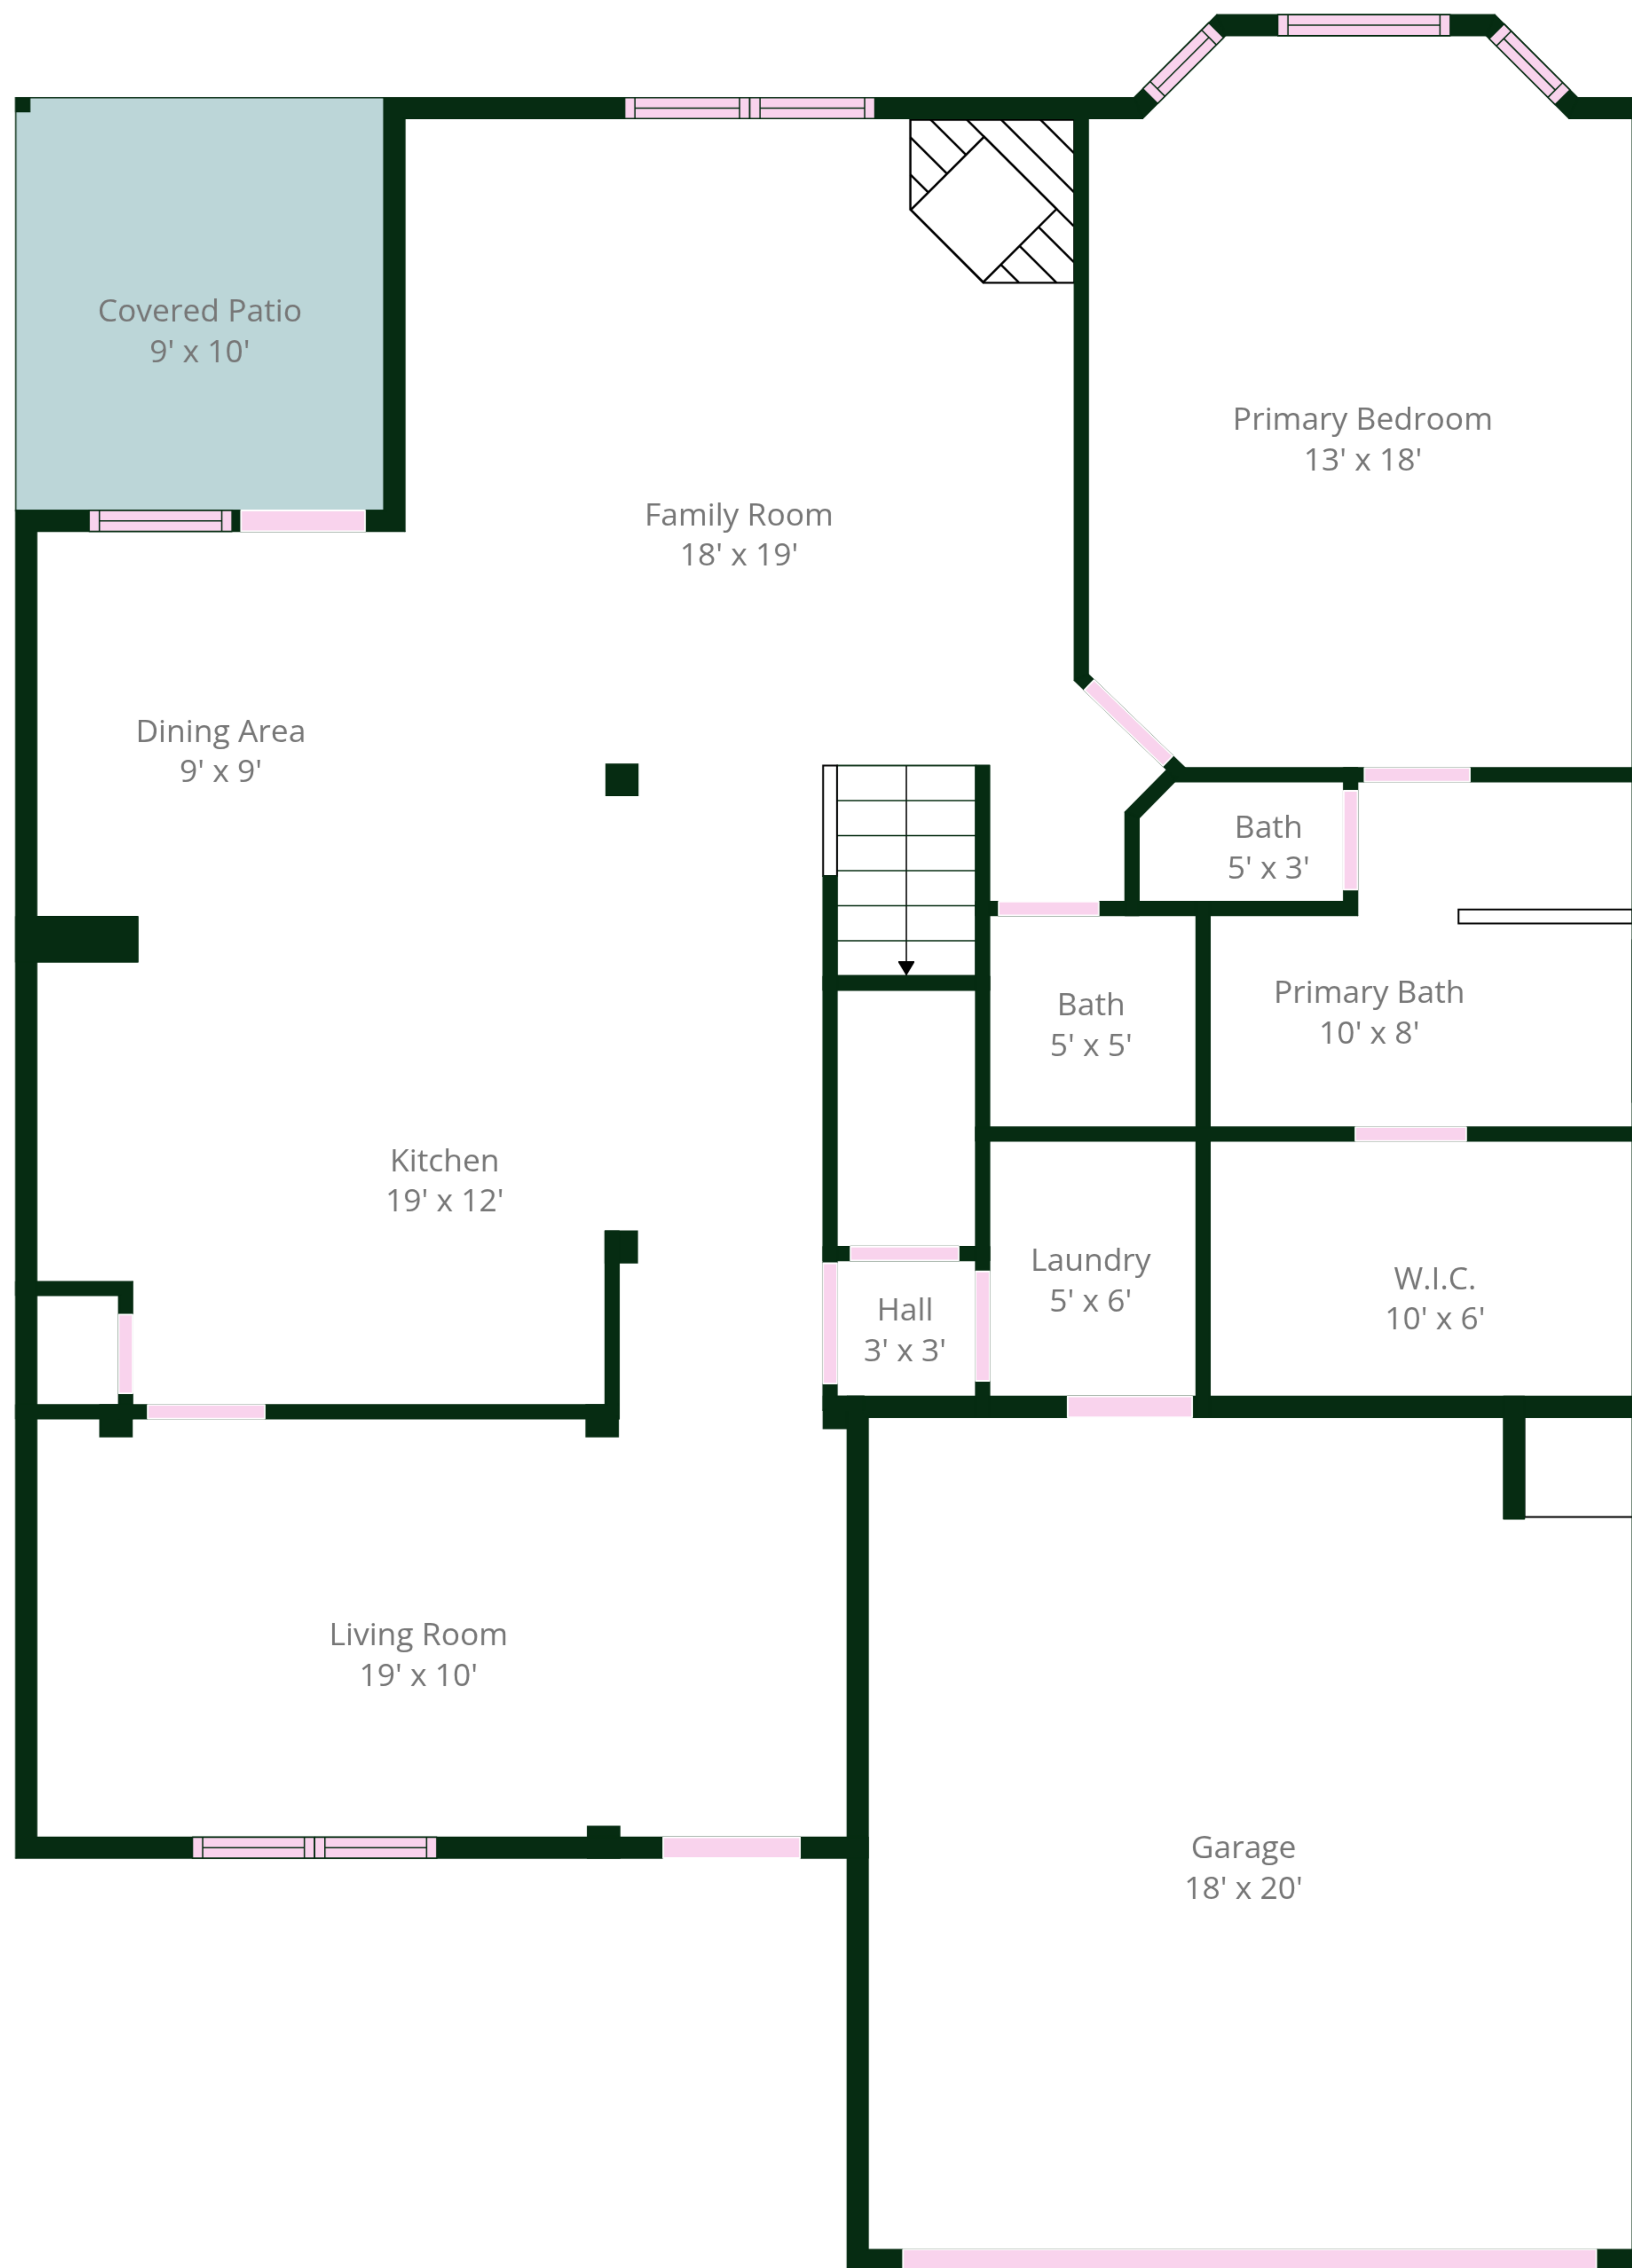 Covered Patio
9' x 10'
Primary Bedroom
13' x 18'
Family Room
18' x 19'
Dining Area
9' x 9'
Bath
5' x 3'
Primary Bath
10' x 8'
Bath
5' x 5'
Kitchen
19' x 12'
Laundry
5' x 6'
W.I.C.
10' x 6'
Hall
3' x 3'
Living Room
19' x 10'
Garage
18' x 20'